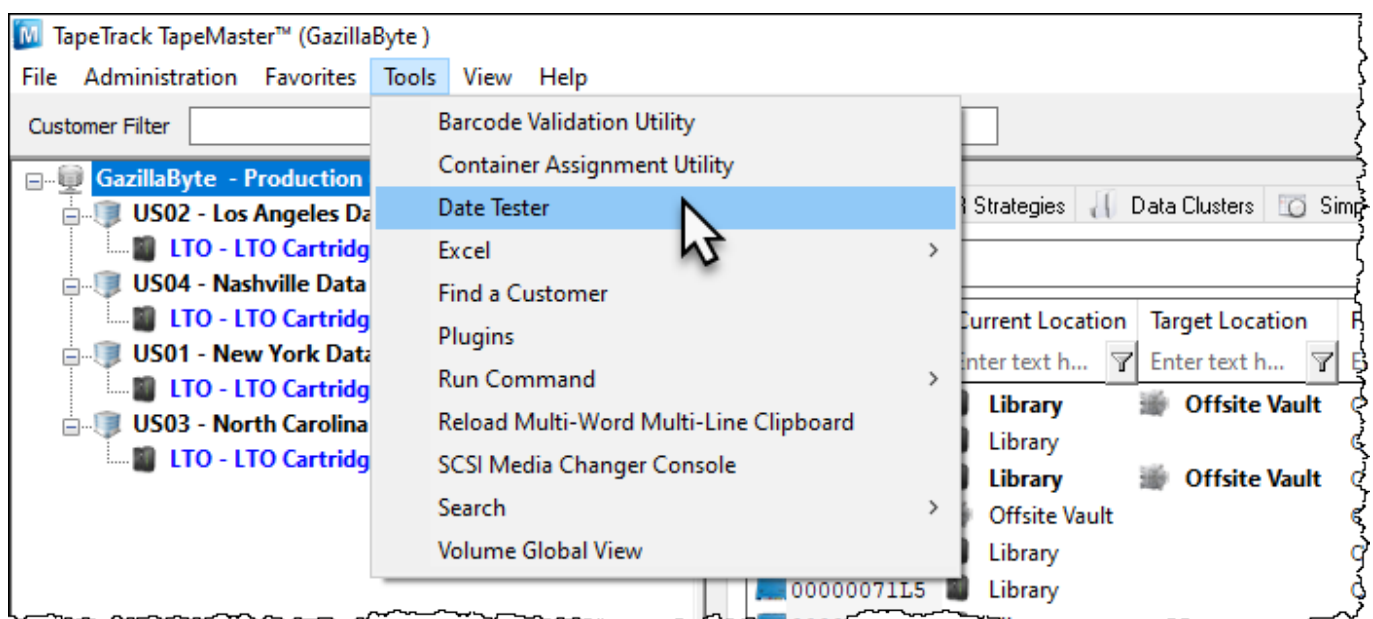 TapeTrack TapeMaster™ (GazillaByte )
File Administration Favorites Tools View Help
Customer Filter
Barcode Validation Utility
Container Assignment Utility
Date Tester
Excel
Find a Customer
Plugins
Run Command
Reload Multi-Word Multi-Line Clipboard
SCSI Media Changer Console
Search
Volume Global View
GazillaByte - Production
US02 - Los Angeles Da
LTO - LTO Cartridg
US04 - Nashville Data
LTO - LTO Cartridg
US01 - New York Data
LTO - LTO Cartridg
US03 - North Carolina
LTO - LTO Cartridg
Strategies Data Clusters Simp
Current Location Target Location
Enter text h... Enter text h...
Library Offsite Vault
Library
Library Offsite Vault
Offsite Vault
Library
00000071L5 Library